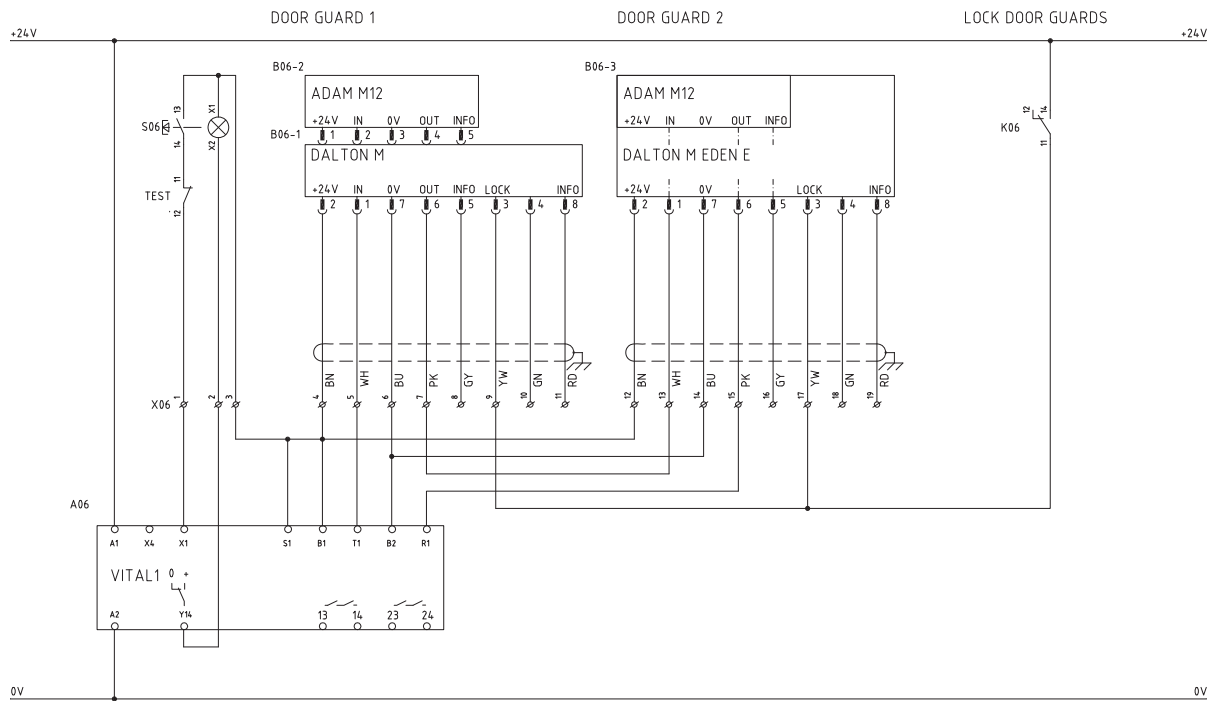 DOOR GUARD 1 DOOR GUARD 2 LOCK DOOR GUARDS
+24V +24V
B06-2 B06-3
ADAM M12 ADAM M12
+24V IN 0V OUT INFO +24V IN 0V OUT INFO
13 X1 12 14
S06 K06
14 X2 11
B06-1 1 2 3 4 5
DALTON M DALTON M EDEN E
11
TEST
12
+24V IN 0V OUT INFO LOCK INFO +24V 0V LOCK INFO
2 1 7 6 5 3 4 8 2 1 7 6 5 3 4 8
BN WH BU PK GY YW GN RD BN WH BU PK GY YW GN RD
X06 1 2 3 4 5 6 7 8 9 10 11 12 13 14 15 16 17 18 19
A06
A1 X4 X1 S1 B1 T1 B2 R1
VITAL1 0 +
A2 Y14 13 14 23 24
0V 0V